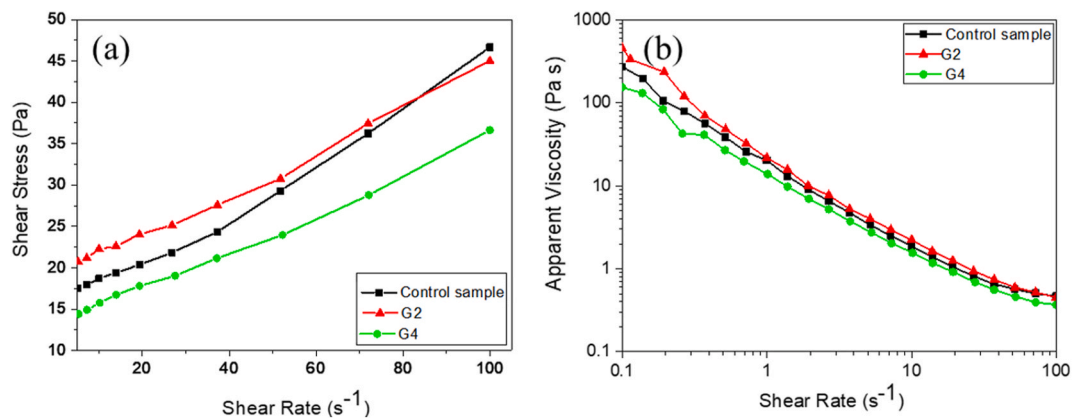 (a)
Shear Stress (Pa)
50
45
40
35
30
25
20
15
10
20
40
60
80
100
Shear Rate (s⁻¹)
Control sample
G2
G4
(b)
Apparent Viscosity (Pa s)
1000
100
10
1
0.1
0.1
1
10
100
Shear Rate (s⁻¹)
Control sample
G2
G4